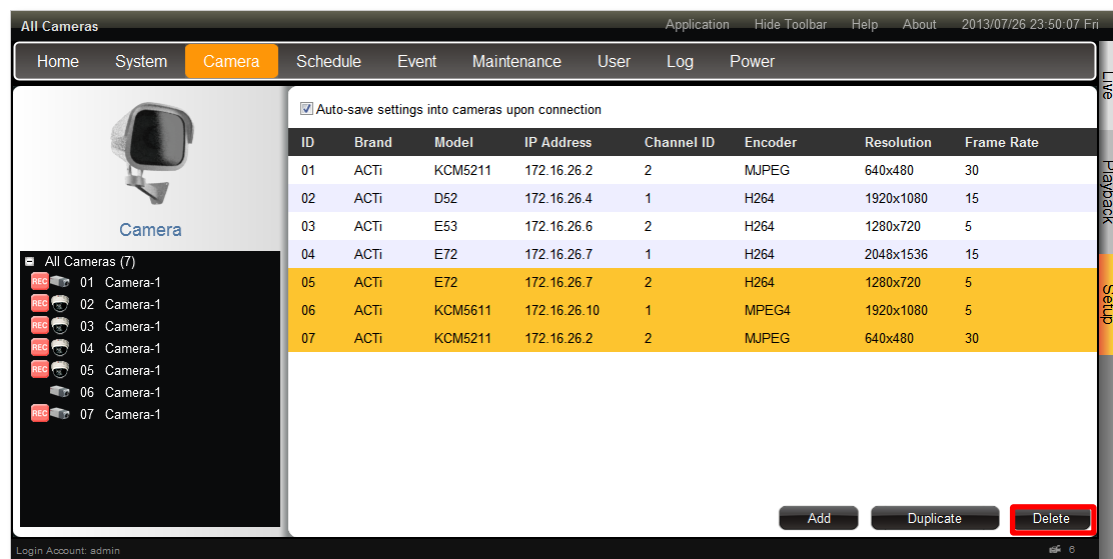 All Cameras Application Hide Toolbar Help About 2013/07/26 23:50:07 Fri
Home System Camera Schedule Event Maintenance User Log Power
Live
Playback
Setup
Camera
All Cameras (7)
REC 01 Camera-1
REC 02 Camera-1
REC 03 Camera-1
REC 04 Camera-1
REC 05 Camera-1
06 Camera-1
REC 07 Camera-1
Auto-save settings into cameras upon connection
ID Brand Model IP Address Channel ID Encoder Resolution Frame Rate
01 ACTi KCM5211 172.16.26.2 2 MJPEG 640x480 30
02 ACTi D52 172.16.26.4 1 H264 1920x1080 15
03 ACTi E53 172.16.26.6 2 H264 1280x720 5
04 ACTi E72 172.16.26.7 1 H264 2048x1536 15
05 ACTi E72 172.16.26.7 2 H264 1280x720 5
06 ACTi KCM5611 172.16.26.10 1 MPEG4 1920x1080 5
07 ACTi KCM5211 172.16.26.2 2 MJPEG 640x480 30
Add Duplicate Delete
Login Account: admin 6